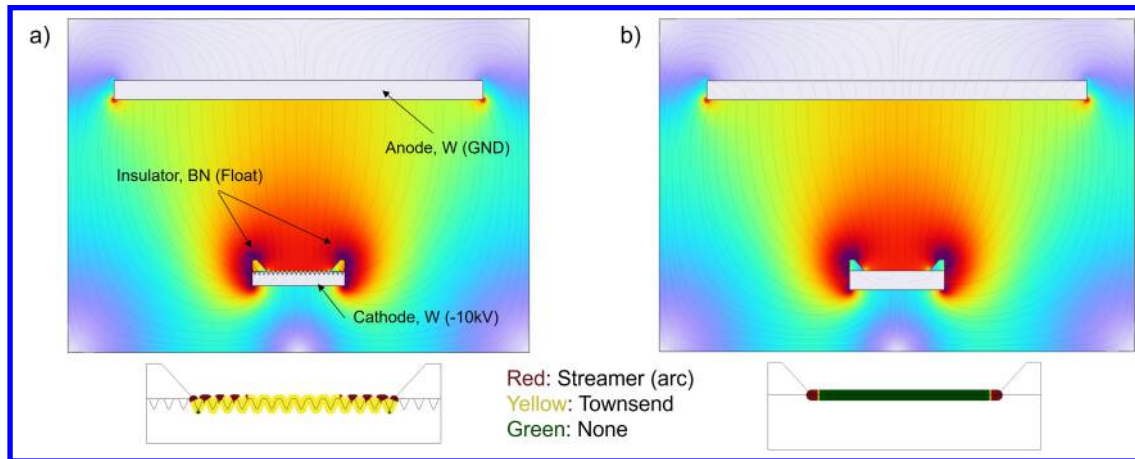 a)
b)
Anode, W (GND)
Insulator, BN (Float)
Cathode, W (-10kV)
Red: Streamer (arc)
Yellow: Townsend
Green: None